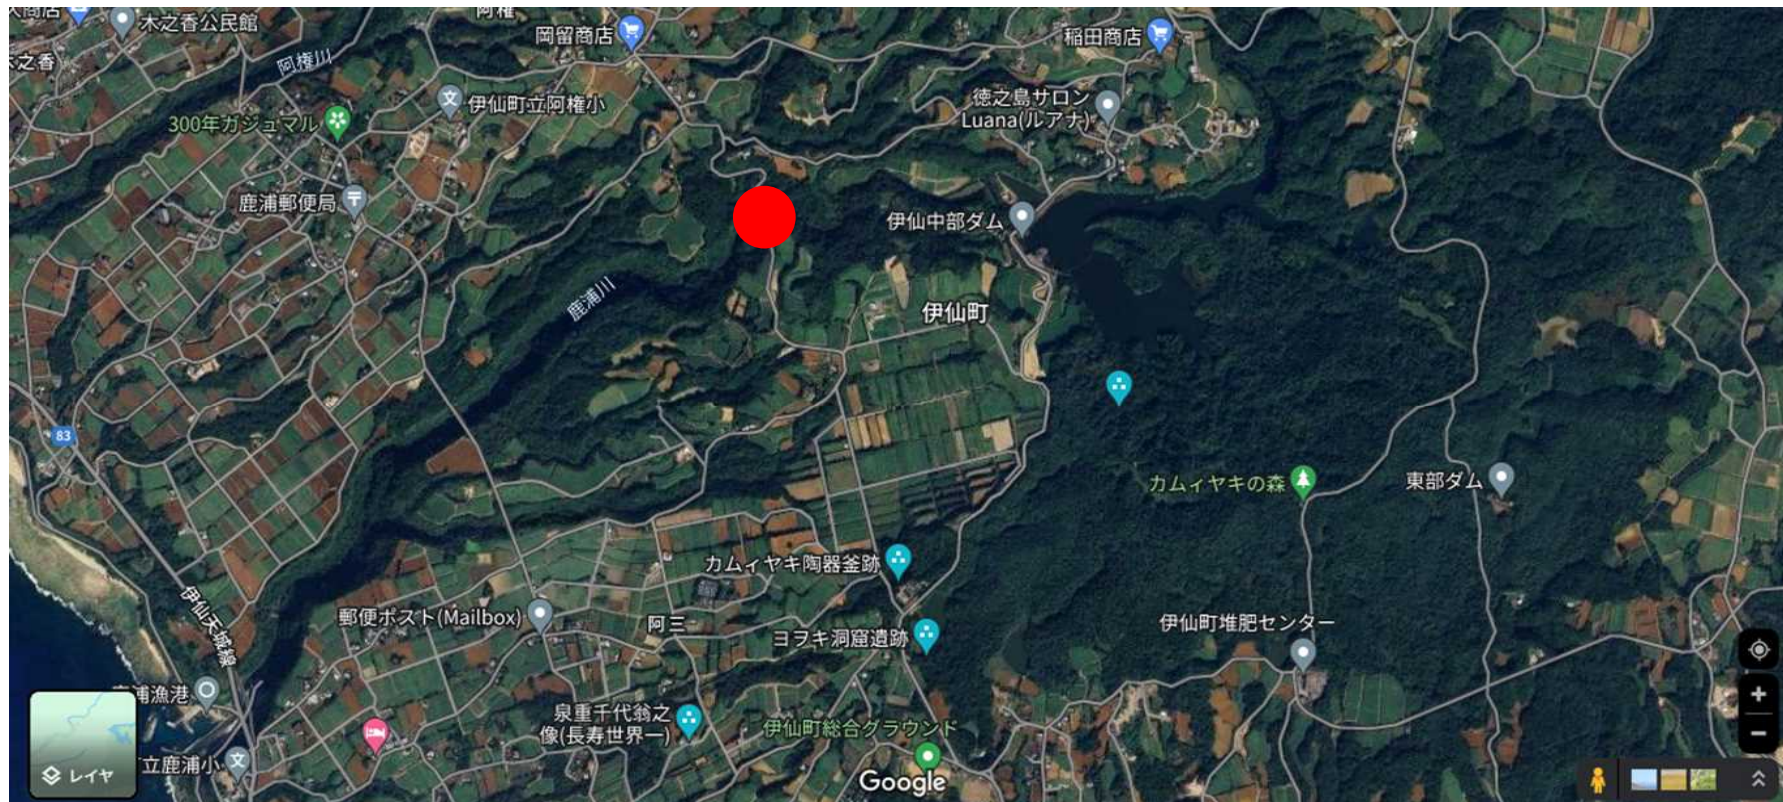 木之香公民館
阿権
岡留商店
稲田商店
阿権川
伊仙町立阿権小
徳之島サロン
Luana(ルアナ)
300年ガジュマル
鹿浦郵便局
伊仙中部ダム
鹿浦川
伊仙町
83
カムィヤキの森
東部ダム
カムィヤキ陶器釜跡
伊仙天城線
郵便ポスト(Mailbox)
阿三
ヨヲキ洞窟遺跡
伊仙町堆肥センター
浦漁港
泉重千代翁之
像(長寿世界一)
伊仙町総合グラウンド
立鹿浦小
レイヤ
Google